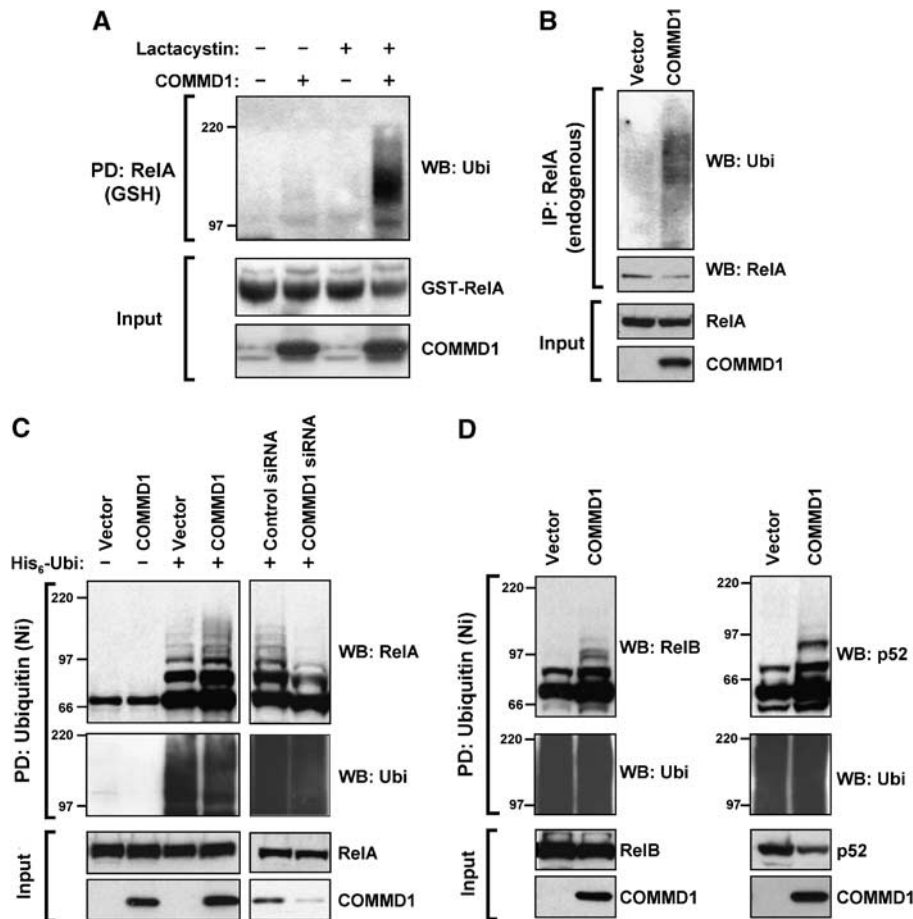 A
Lactacystin: – – + +
COMMD1: – + – +
220
97
PD: RelA
(GSH)
WB: Ubi
Input
GST-RelA
COMMD1
B
Vector
COMMD1
IP: RelA
(endogenous)
WB: Ubi
WB: RelA
Input
RelA
COMMD1
C
Vector
COMMD1
Vector
COMMD1
Control siRNA
COMMD1 siRNA
His6-Ubi: – – + + + +
PD: Ubiquitin (Ni)
220
97
66
WB: RelA
220
97
WB: Ubi
Input
RelA
COMMD1
D
Vector
COMMD1
PD: Ubiquitin (Ni)
220
97
66
WB: RelB
220
97
WB: Ubi
Input
RelB
COMMD1
Vector
COMMD1
220
97
66
WB: p52
220
97
WB: Ubi
p52
COMMD1